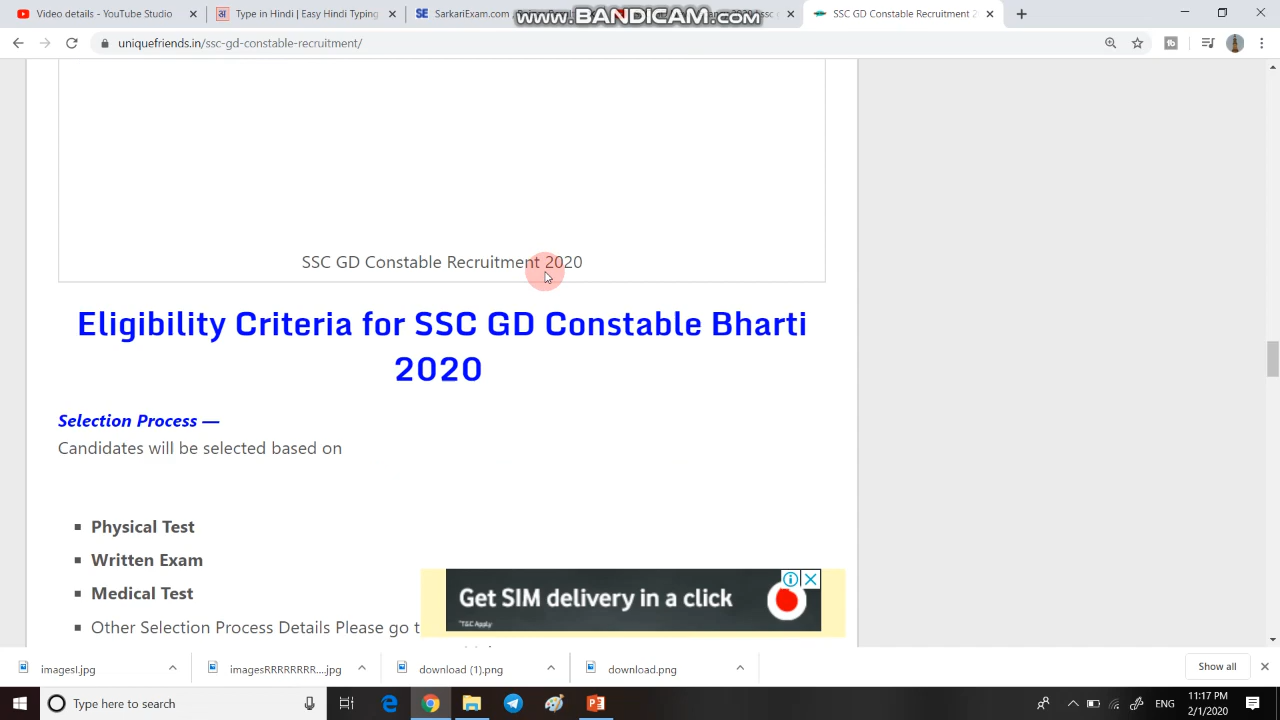 Video details - YouTube Studio
Type in Hindi | Easy Hindi Typing
SarkariExam.com
www.BANDICAM.com
SSC GD Constable Recruitment 2
uniquefriends.in/ssc-gd-constable-recruitment/
SSC GD Constable Recruitment 2020
Eligibility Criteria for SSC GD Constable Bharti
2020
Selection Process —
Candidates will be selected based on
Physical Test
Written Exam
Medical Test
Other Selection Process Details Please go t
Get SIM delivery in a click
*T&C Apply
imagesI.jpg
imagesRRRRRRRR....jpg
download (1).png
download.png
Show all
Type here to search
ENG
11:17 PM
2/1/2020